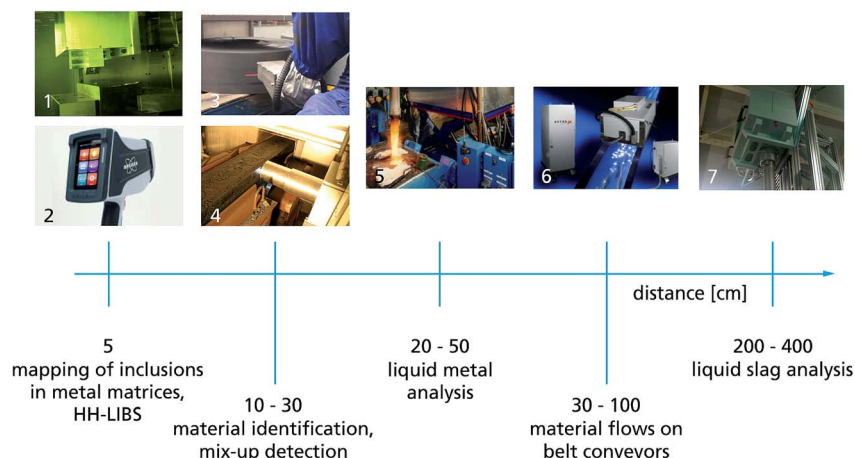 1
2
3
4
5
6
7
BRUKER
distance [cm]
5
mapping of inclusions
in metal matrices,
HH-LIBS
10 - 30
material identification,
mix-up detection
20 - 50
liquid metal
analysis
30 - 100
material flows on
belt conveyors
200 - 400
liquid slag analysis